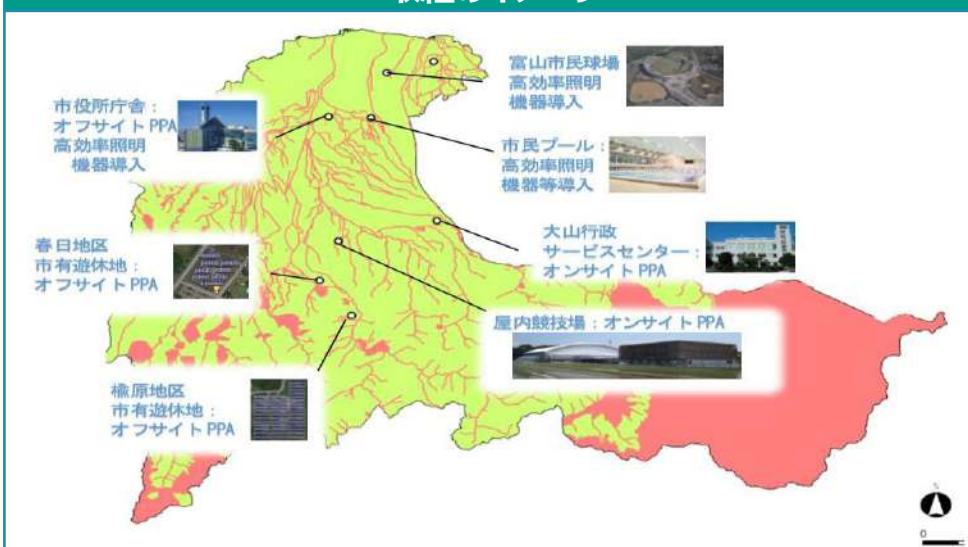 富山市民球場
高効率照明
機器導入
市役所庁舎：
オフサイトPPA
高効率照明
機器導入
市民プール：
高効率照明
機器等導入
大山行政
サービスセンター：
オンサイトPPA
春日地区
市有遊休地：
オフサイトPPA
屋内競技場：オンサイトPPA
楡原地区
市有遊休地：
オフサイトPPA
0